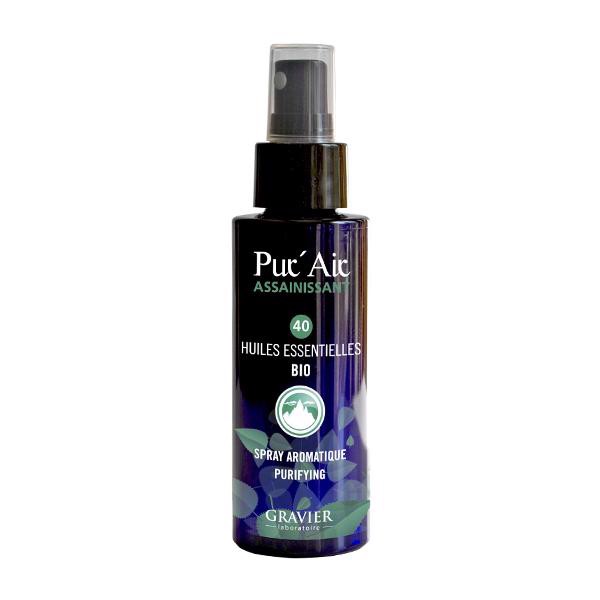 Pur'Air
ASSAINISSANT
40
HUILES ESSENTIELLES
BIO
SPRAY AROMATIQUE
PURIFYING
GRAVIER
laboratoire